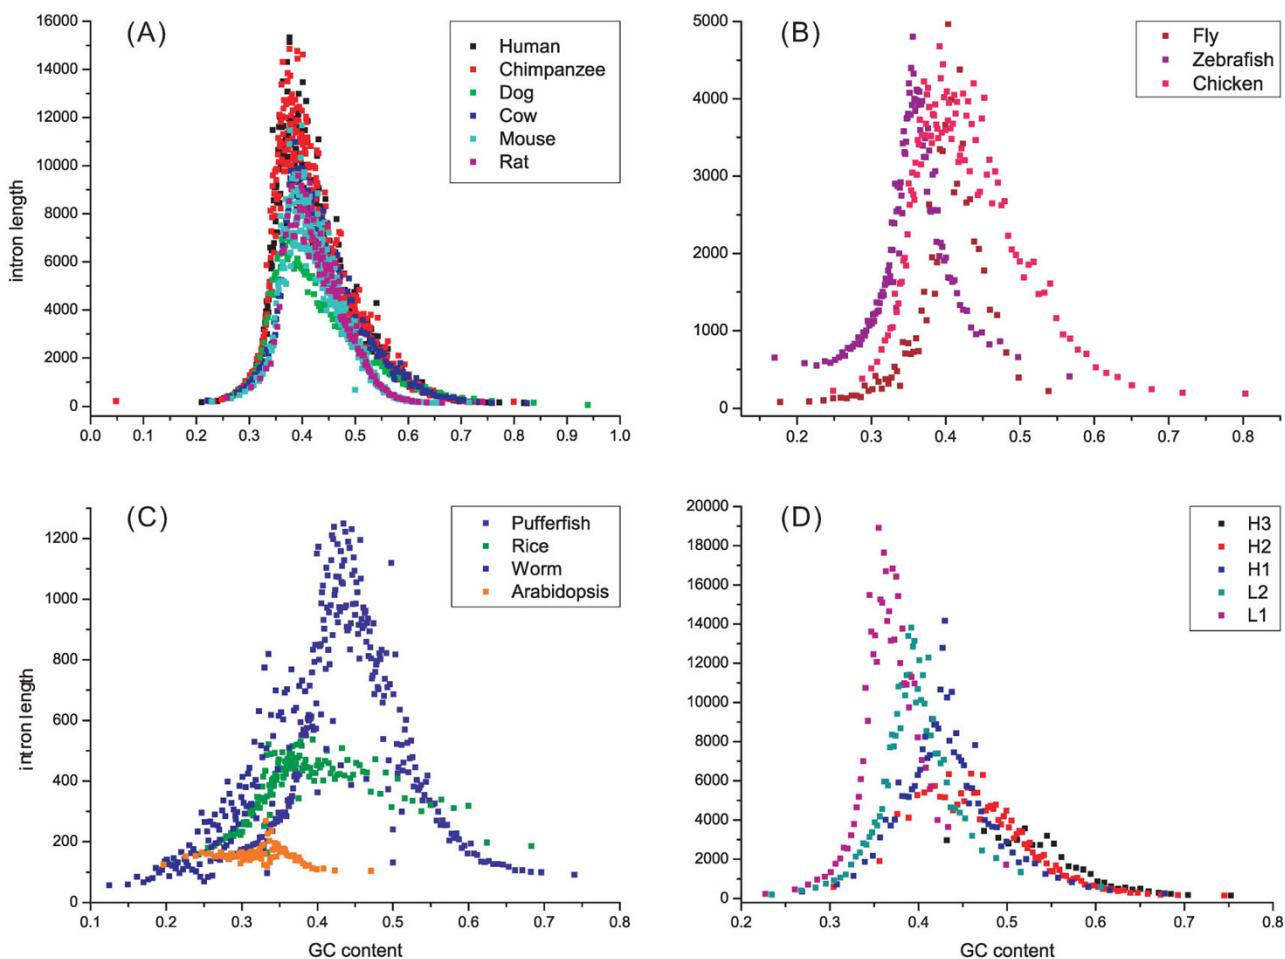 (A)
Human
Chimpanzee
Dog
Cow
Mouse
Rat
16000
14000
12000
10000
8000
6000
4000
2000
0
intron length
0.0 0.1 0.2 0.3 0.4 0.5 0.6 0.7 0.8 0.9 1.0
(B)
Fly
Zebrafish
Chicken
5000
4000
3000
2000
1000
0
0.2 0.3 0.4 0.5 0.6 0.7 0.8
(C)
Pufferfish
Rice
Worm
Arabidopsis
1200
1000
800
600
400
200
0
intron length
0.1 0.2 0.3 0.4 0.5 0.6 0.7 0.8
GC content
(D)
H3
H2
H1
L2
L1
20000
18000
16000
14000
12000
10000
8000
6000
4000
2000
0
0.2 0.3 0.4 0.5 0.6 0.7 0.8
GC content